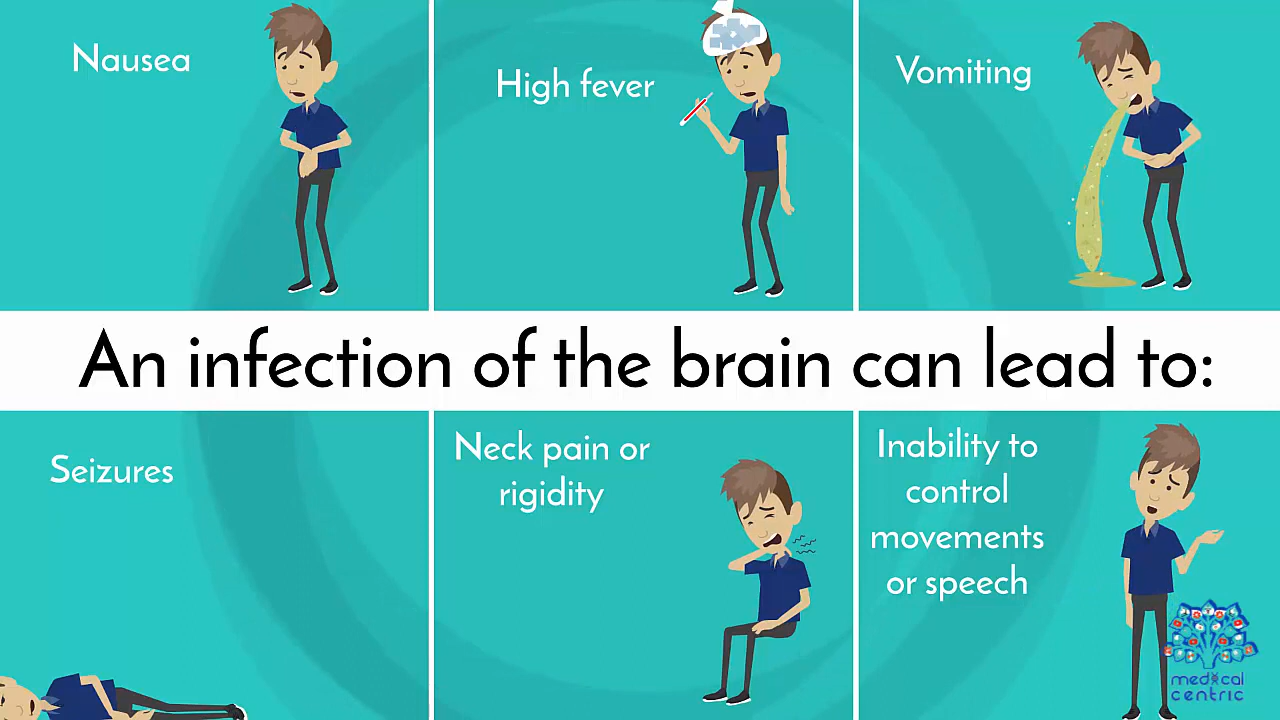 Nausea
High fever
Vomiting
An infection of the brain can lead to:
Seizures
Neck pain or
rigidity
Inability to
control
movements
or speech
medical
centric